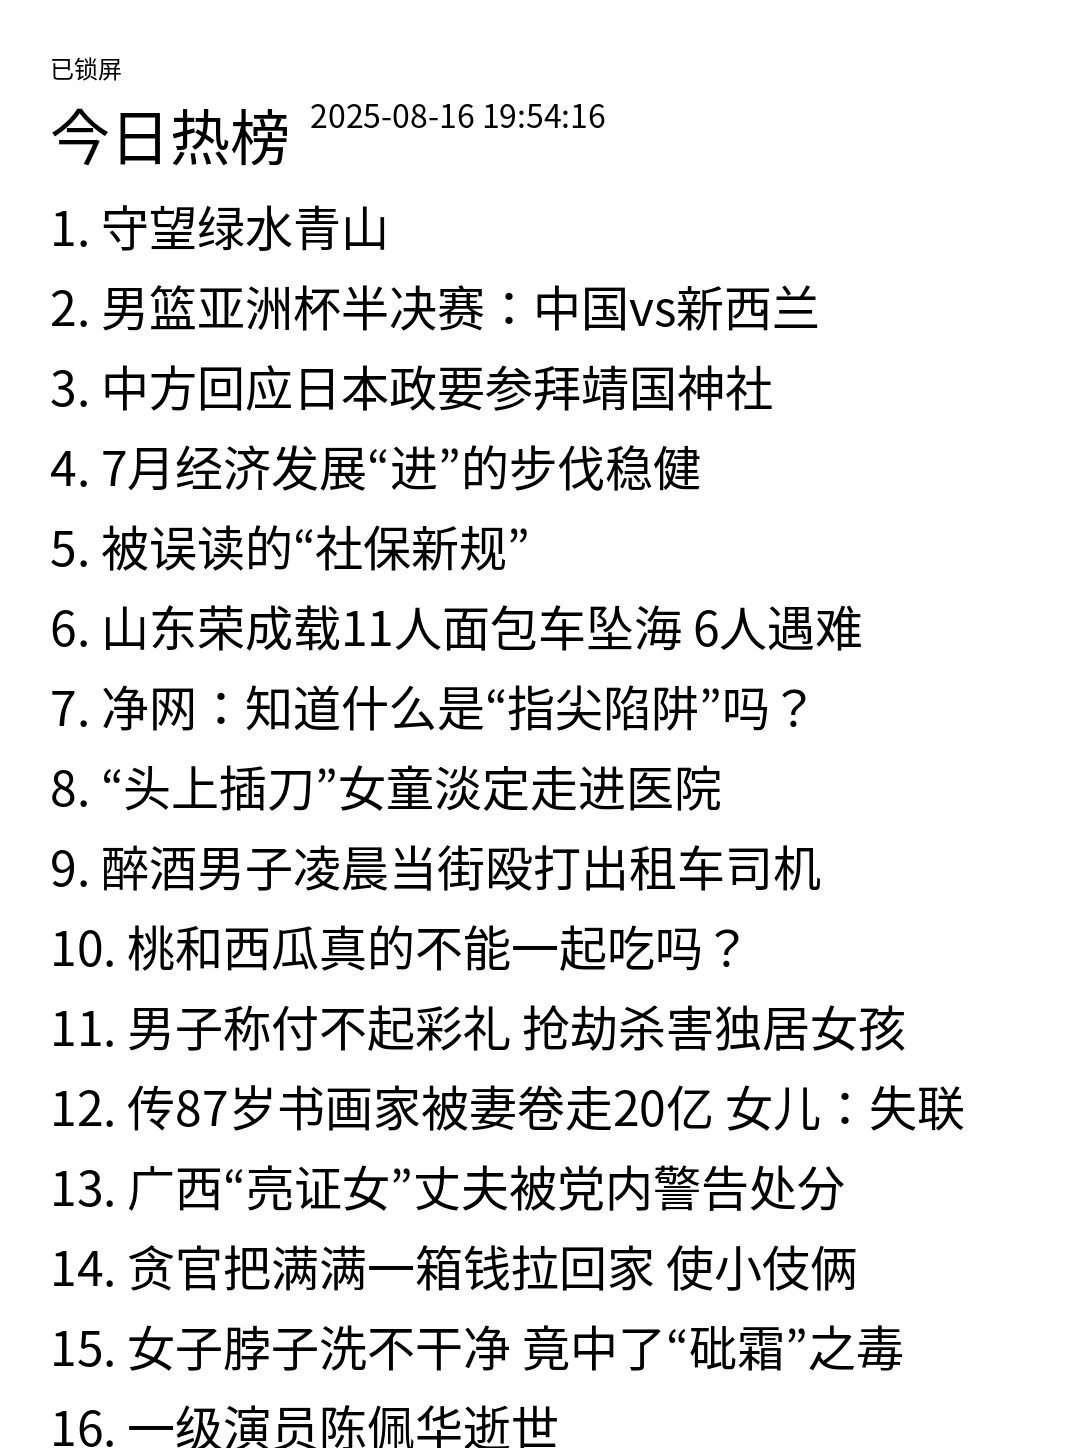 已锁屏
今日热榜 2025-08-16 19:54:16
1. 守望绿水青山
2. 男篮亚洲杯半决赛：中国vs新西兰
3. 中方回应日本政要参拜靖国神社
4. 7月经济发展“进”的步伐稳健
5. 被误读的“社保新规”
6. 山东荣成载11人面包车坠海 6人遇难
7. 净网：知道什么是“指尖陷阱”吗？
8. “头上插刀”女童淡定走进医院
9. 醉酒男子凌晨当街殴打出租车司机
10. 桃和西瓜真的不能一起吃吗？
11. 男子称付不起彩礼 抢劫杀害独居女孩
12. 传87岁书画家被妻卷走20亿 女儿：失联
13. 广西“亮证女”丈夫被党内警告处分
14. 贪官把满满一箱钱拉回家 使小伎俩
15. 女子脖子洗不干净 竟中了“砒霜”之毒
16. 一级演员陈佩华逝世